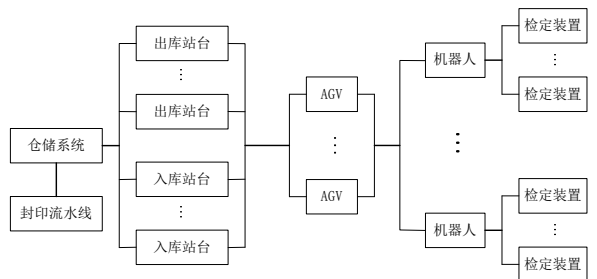 仓储系统
封印流水线
出库站台
出库站台
入库站台
入库站台
AGV
AGV
机器人
机器人
检定装置
检定装置
检定装置
检定装置